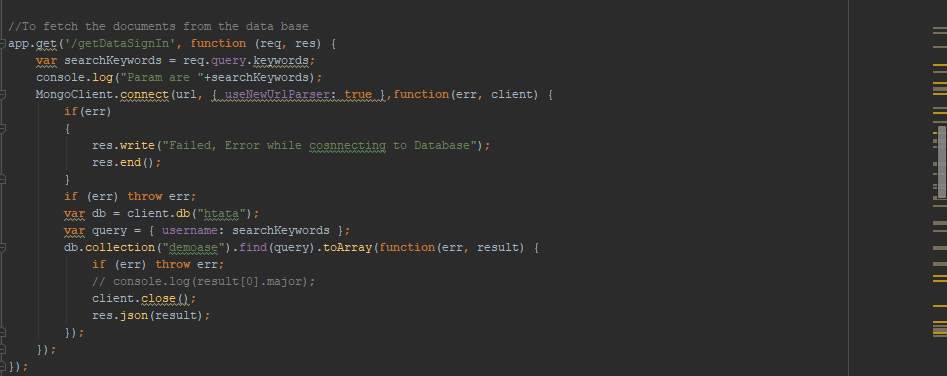 //To fetch the documents from the data base
app.get('/getDataSignIn', function (req, res) {
    var searchKeywords = req.query.keywords;
    console.log("Param are "+searchKeywords);
    MongoClient.connect(url, { useNewUrlParser: true },function(err, client) {
        if(err)
        {
            res.write("Failed, Error while cosnnecting to Database");
            res.end();
        }
        if (err) throw err;
        var db = client.db("htata");
        var query = { username: searchKeywords };
        db.collection("demoase").find(query).toArray(function(err, result) {
            if (err) throw err;
            // console.log(result[0].major);
            client.close();
            res.json(result);
        });
    });
});